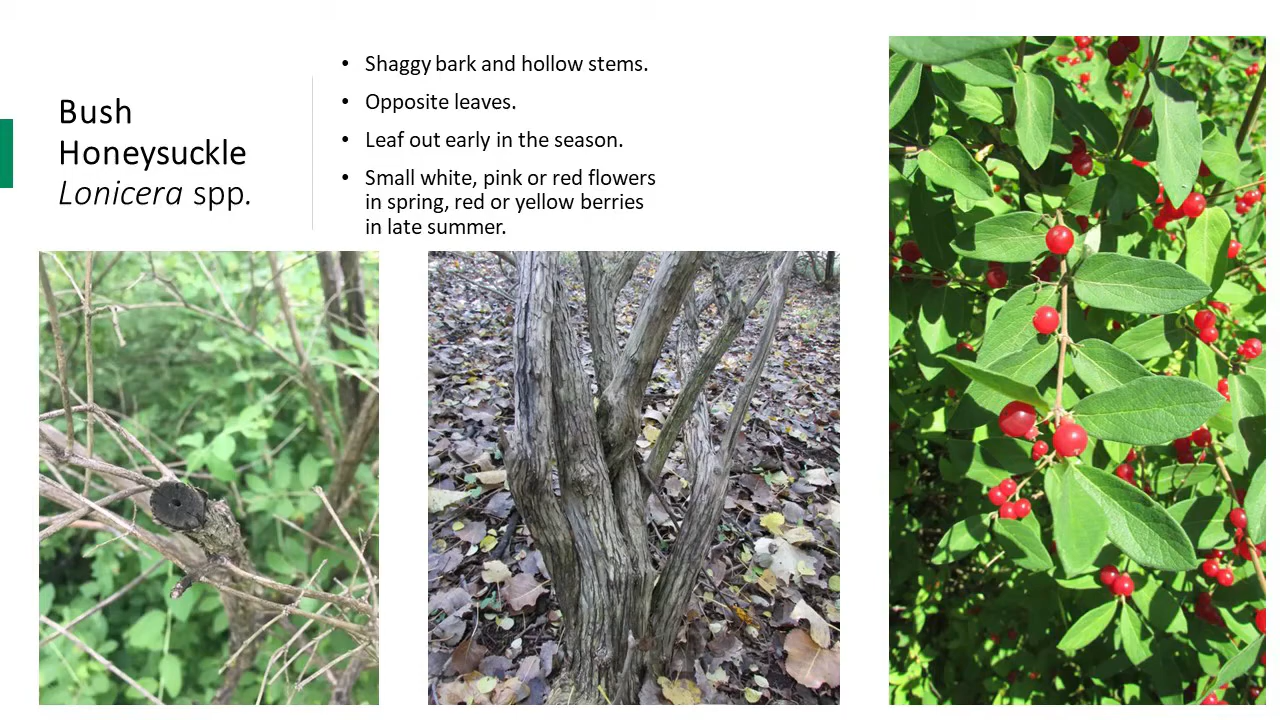 Bush
Honeysuckle
Lonicera spp.
• Shaggy bark and hollow stems.
• Opposite leaves.
• Leaf out early in the season.
• Small white, pink or red flowers
in spring, red or yellow berries
in late summer.